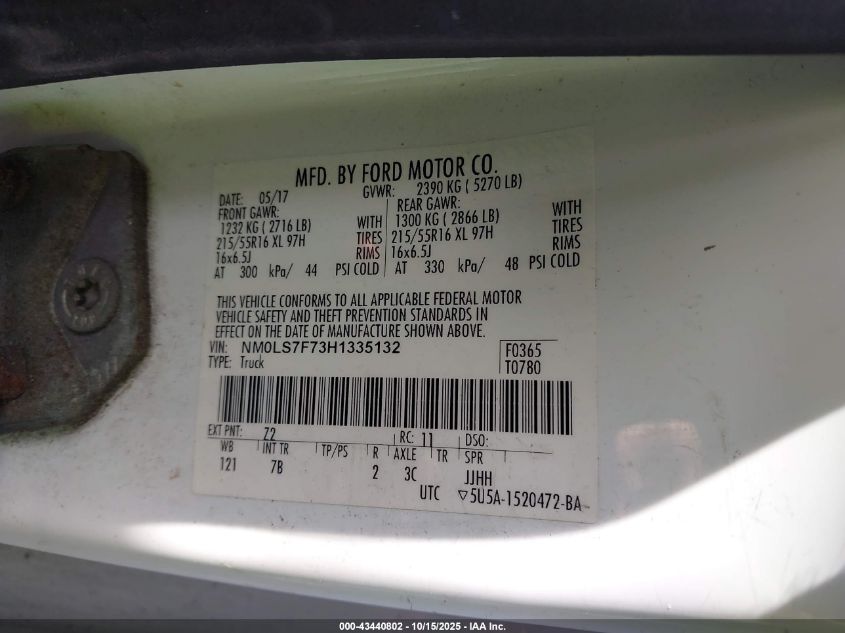 MFD. BY FORD MOTOR CO.
DATE: 05/17 GVWR: 2390 KG ( 5270 LB)
FRONT GAWR: REAR GAWR:
1232 KG ( 2716 LB) WITH 1300 KG ( 2866 LB) WITH
215/55R16 XL 97H TIRES 215/55R16 XL 97H TIRES
16x6.5J RIMS 16x6.5J RIMS
AT 300 kPa/ 44 PSI COLD AT 330 kPa/ 48 PSI COLD
THIS VEHICLE CONFORMS TO ALL APPLICABLE FEDERAL MOTOR
VEHICLE SAFETY AND THEFT PREVENTION STANDARDS IN
EFFECT ON THE DATE OF MANUFACTURE SHOWN ABOVE.
VIN: NM0LS7F73H1335132 F0365
TYPE: Truck T0780
EXT PNT: Z2 RC: 11 DSO:
WB INT TR TP/PS R AXLE TR SPR
121 7B 2 3C JJHH
UTC ▽5U5A-1520472-BA
000-43440802 - 10/15/2025 - IAA Inc.